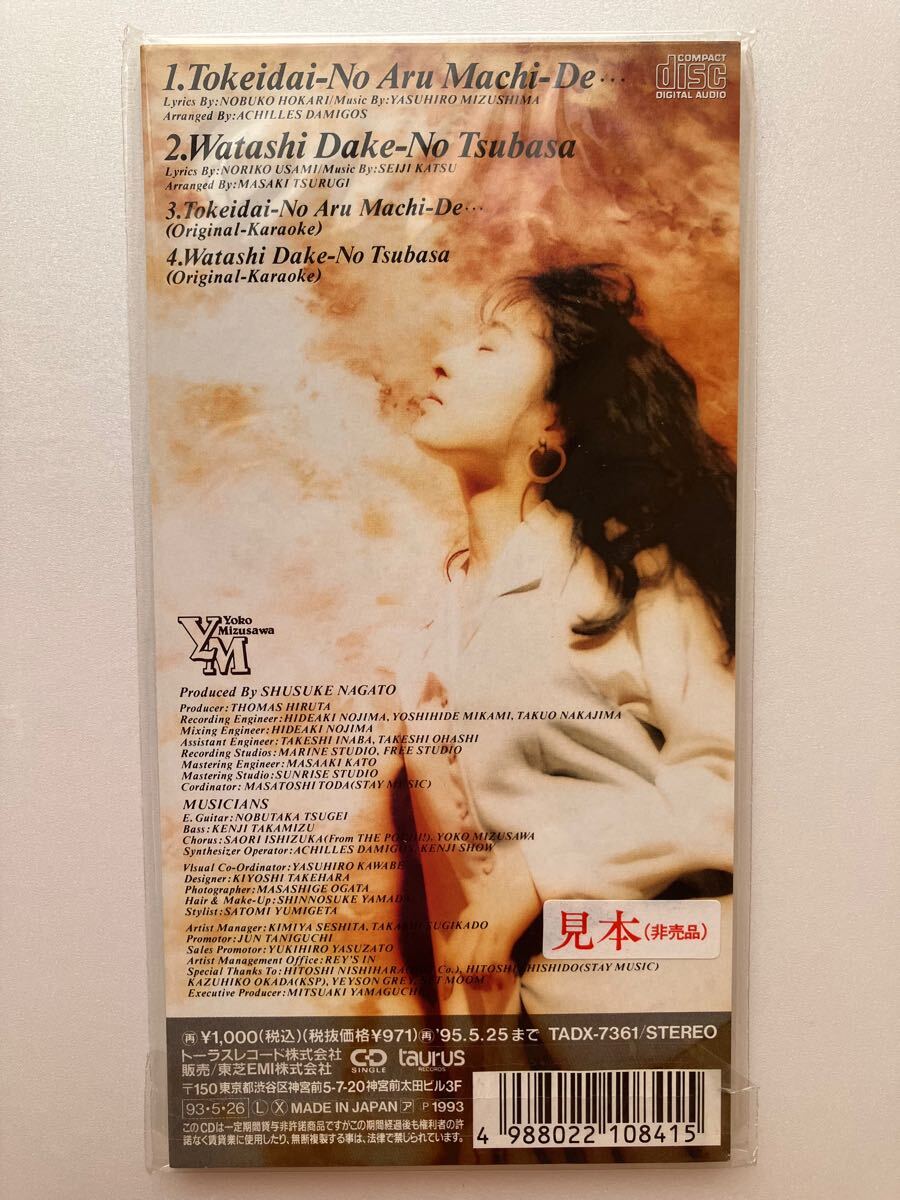 1.Tokeidai-No Aru Machi-De…
Lyrics By:NOBUKO HOKARI/Music By:YASUHIRO MIZUSHIMA
Arranged By:ACHILLES DAMIGOS
COMPACT
disc
DIGITAL AUDIO
2.Watashi Dake-No Tsubasa
Lyrics By:NORIKO USAMI/Music By:SEIJI KATSU
Arranged By:MASAKI TSURUGI
3.Tokeidai-No Aru Machi-De…
(Original-Karaoke)
4.Watashi Dake-No Tsubasa
(Original-Karaoke)
YM
Yoko
Mizusawa
Produced By SHUSUKE NAGATO
Producer:THOMAS HIRUTA
Recording Engineer:HIDEAKI NOJIMA, YOSHIHIDE MIKAMI, TAKUO NAKAJIMA
Mixing Engineer:HIDEAKI NOJIMA
Assistant Engineer:TAKESHI INABA, TAKESHI OHASHI
Recording Studios:MARINE STUDIO, FREE STUDIO
Mastering Engineer:MASAAKI KATO
Mastering Studio:SUNRISE STUDIO
Cordinator:MASATOSHI TODA(STAY MUSIC)
MUSICIANS
E. Guitar:NOBUTAKA TSUGEI
Bass:KENJI TAKAMIZU
Chorus:SAORI ISHIZUKA(From THE !), YOKO MIZUSAWA
Synthesizer Operator:ACHILLES DAMIGOS, KENJI SHOW
VIsual Co-Ordinator:YASUHIRO KAWABE
Designer:KIYOSHI TAKEHARA
Photographer:MASASHIGE OGATA
Hair & Make-Up:SHINNOSUKE YAMADA
Stylist:SATOMI YUMIGETA
Artist Manager:KIMIYA SESHITA,
Promotor:JUN TANIGUCHI
Sales Promotor:YUKIHIRO YASUZATO
Artist Management Office:REY'S IN
Special Thanks To:HITOSHI NISHIHARA( Co.), HITOSHI SHISHIDO(STAY MUSIC)
KAZUHIKO OKADA(KSP), YEYSON GREY, MOOM
Executive Producer:MITSUAKI YAMAGUCHI
見本(非売品)
再 ¥1,000(税込)(税抜価格¥971) 再 '95.5.25まで TADX-7361/STEREO
トーラスレコード株式会社
販売/東芝EMI株式会社
CD
SINGLE
taurus
RECORDS
〒150 東京都渋谷区神宮前5-7-20 神宮前太田ビル3F
93・5・26 L X MADE IN JAPAN ア P 1993
このCDは一定期間貸与非許諾商品ですがこの期間経過後も権利者の許
諾なく賃貸業に使用したり、無断複製する事は、法律で禁じられています。
4 988022 108415